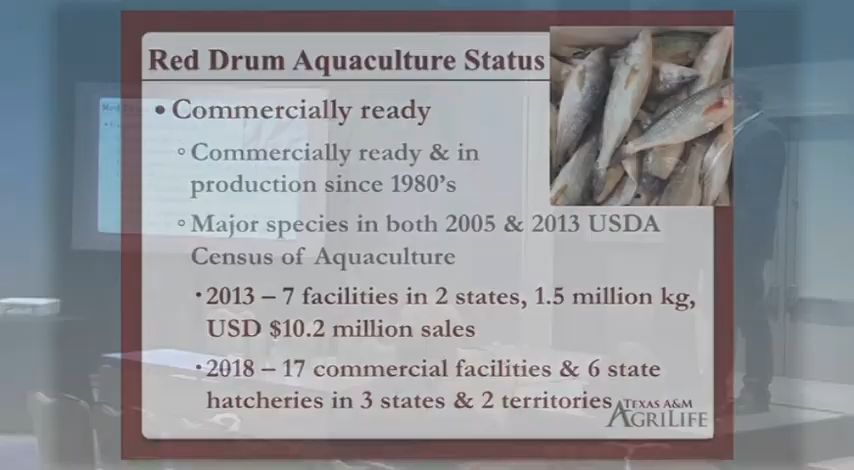 Red Drum Aquaculture Status
• Commercially ready
◦ Commercially ready & in
production since 1980's
◦ Major species in both 2005 & 2013 USDA
Census of Aquaculture
• 2013 – 7 facilities in 2 states, 1.5 million kg,
USD $10.2 million sales
• 2018 – 17 commercial facilities & 6 state
hatcheries in 3 states & 2 territories
TEXAS A&M
AGRILIFE